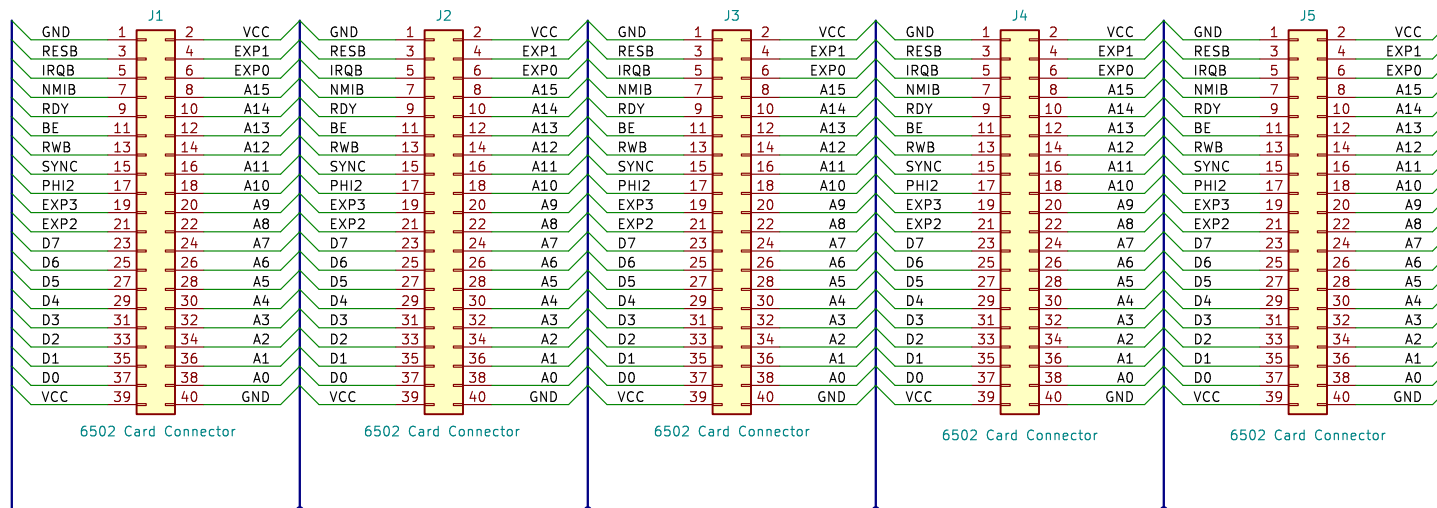 J1 J2 J3 J4 J5
GND 1 2 VCC GND 1 2 VCC GND 1 2 VCC GND 1 2 VCC GND 1 2 VCC
RESB 3 4 EXP1 RESB 3 4 EXP1 RESB 3 4 EXP1 RESB 3 4 EXP1 RESB 3 4 EXP1
IRQB 5 6 EXP0 IRQB 5 6 EXP0 IRQB 5 6 EXP0 IRQB 5 6 EXP0 IRQB 5 6 EXP0
NMIB 7 8 A15 NMIB 7 8 A15 NMIB 7 8 A15 NMIB 7 8 A15 NMIB 7 8 A15
RDY 9 10 A14 RDY 9 10 A14 RDY 9 10 A14 RDY 9 10 A14 RDY 9 10 A14
BE 11 12 A13 BE 11 12 A13 BE 11 12 A13 BE 11 12 A13 BE 11 12 A13
RWB 13 14 A12 RWB 13 14 A12 RWB 13 14 A12 RWB 13 14 A12 RWB 13 14 A12
SYNC 15 16 A11 SYNC 15 16 A11 SYNC 15 16 A11 SYNC 15 16 A11 SYNC 15 16 A11
PHI2 17 18 A10 PHI2 17 18 A10 PHI2 17 18 A10 PHI2 17 18 A10 PHI2 17 18 A10
EXP3 19 20 A9 EXP3 19 20 A9 EXP3 19 20 A9 EXP3 19 20 A9 EXP3 19 20 A9
EXP2 21 22 A8 EXP2 21 22 A8 EXP2 21 22 A8 EXP2 21 22 A8 EXP2 21 22 A8
D7 23 24 A7 D7 23 24 A7 D7 23 24 A7 D7 23 24 A7 D7 23 24 A7
D6 25 26 A6 D6 25 26 A6 D6 25 26 A6 D6 25 26 A6 D6 25 26 A6
D5 27 28 A5 D5 27 28 A5 D5 27 28 A5 D5 27 28 A5 D5 27 28 A5
D4 29 30 A4 D4 29 30 A4 D4 29 30 A4 D4 29 30 A4 D4 29 30 A4
D3 31 32 A3 D3 31 32 A3 D3 31 32 A3 D3 31 32 A3 D3 31 32 A3
D2 33 34 A2 D2 33 34 A2 D2 33 34 A2 D2 33 34 A2 D2 33 34 A2
D1 35 36 A1 D1 35 36 A1 D1 35 36 A1 D1 35 36 A1 D1 35 36 A1
D0 37 38 A0 D0 37 38 A0 D0 37 38 A0 D0 37 38 A0 D0 37 38 A0
VCC 39 40 GND VCC 39 40 GND VCC 39 40 GND VCC 39 40 GND VCC 39 40 GND
6502 Card Connector 6502 Card Connector 6502 Card Connector 6502 Card Connector 6502 Card Connector